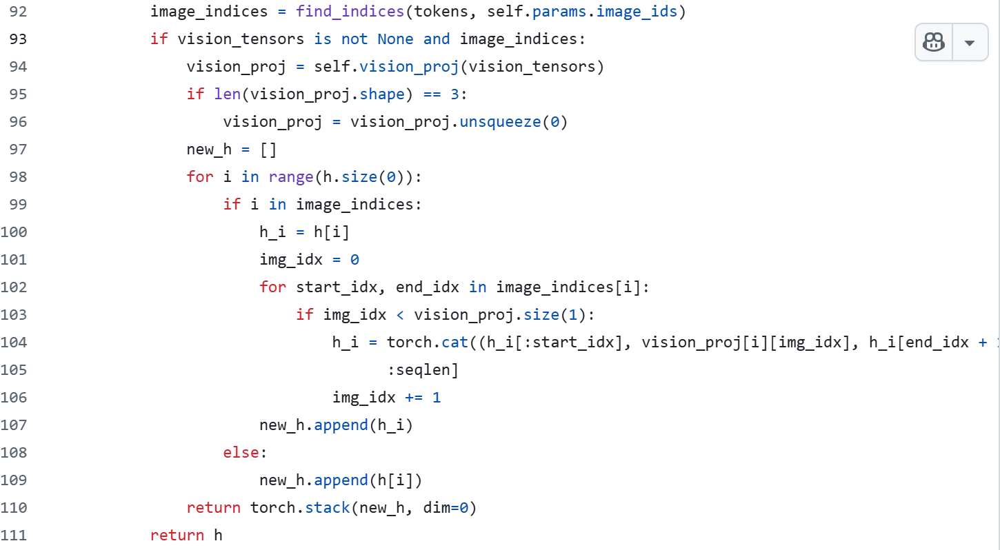 92 image_indices = find_indices(tokens, self.params.image_ids)
93 if vision_tensors is not None and image_indices:
94 vision_proj = self.vision_proj(vision_tensors)
95 if len(vision_proj.shape) == 3:
96 vision_proj = vision_proj.unsqueeze(0)
97 new_h = []
98 for i in range(h.size(0)):
99 if i in image_indices:
100 h_i = h[i]
101 img_idx = 0
102 for start_idx, end_idx in image_indices[i]:
103 if img_idx < vision_proj.size(1):
104 h_i = torch.cat((h_i[:start_idx], vision_proj[i][img_idx], h_i[end_idx +
105 :seqlen]
106 img_idx += 1
107 new_h.append(h_i)
108 else:
109 new_h.append(h[i])
110 return torch.stack(new_h, dim=0)
111 return h